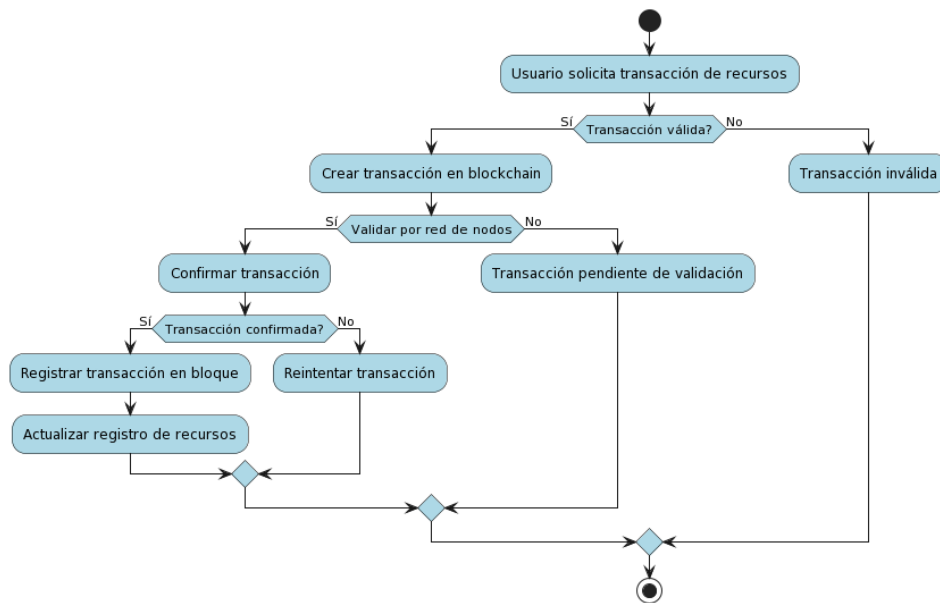 Usuario solicita transacción de recursos
Sí
Transacción válida?
No
Crear transacción en blockchain
Transacción inválida
Sí
Validar por red de nodos
No
Confirmar transacción
Transacción pendiente de validación
Sí
Transacción confirmada?
No
Registrar transacción en bloque
Reintentar transacción
Actualizar registro de recursos